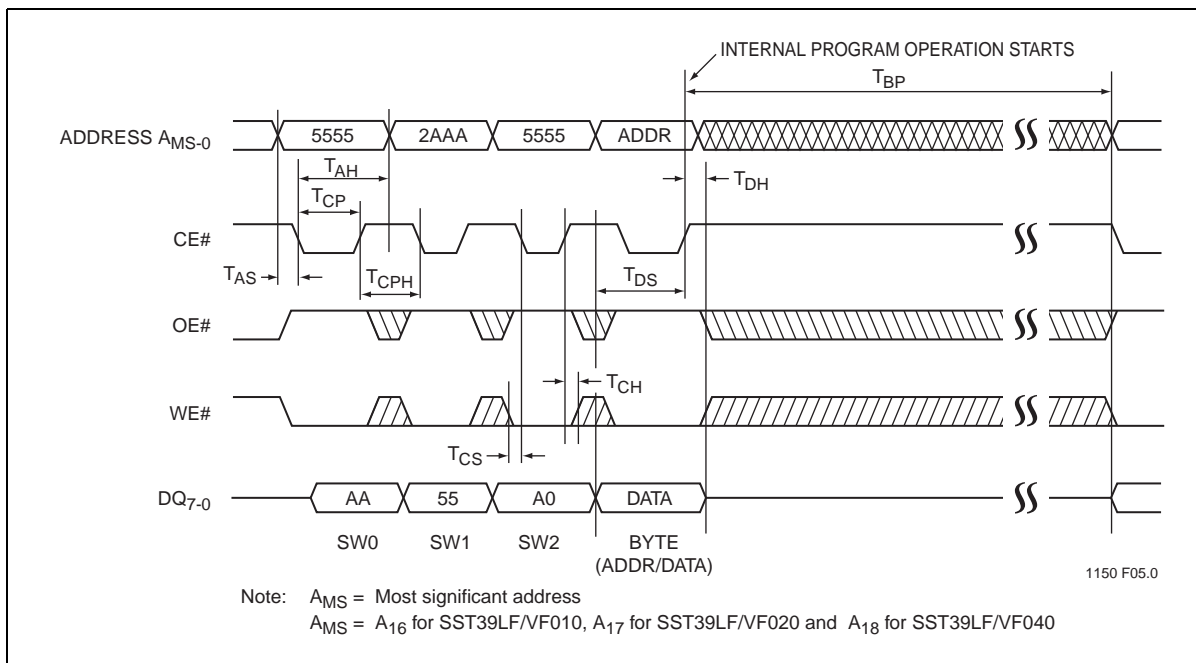 INTERNAL PROGRAM OPERATION STARTS
TBP
ADDRESS AMS-0
5555
2AAA
5555
ADDR
TAH
TDH
TCP
CE#
TAS
TCPH
TDS
OE#
TCH
WE#
TCS
DQ7-0
AA
55
A0
DATA
SW0
SW1
SW2
BYTE
(ADDR/DATA)
1150 F05.0
Note: AMS = Most significant address
AMS = A16 for SST39LF/VF010, A17 for SST39LF/VF020 and A18 for SST39LF/VF040